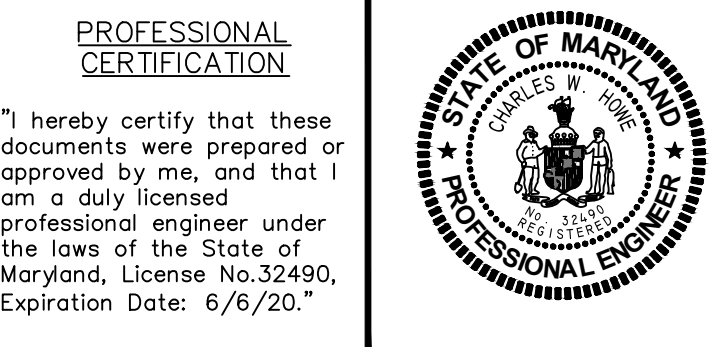 PROFESSIONAL
CERTIFICATION
"I hereby certify that these
documents were prepared or
approved by me, and that I
am a duly licensed
professional engineer under
the laws of the State of
Maryland, License No.32490,
Expiration Date: 6/6/20."
STATE OF MARYLAND
CHARLES W. HOWE
No. 32490
REGISTERED
PROFESSIONAL ENGINEER